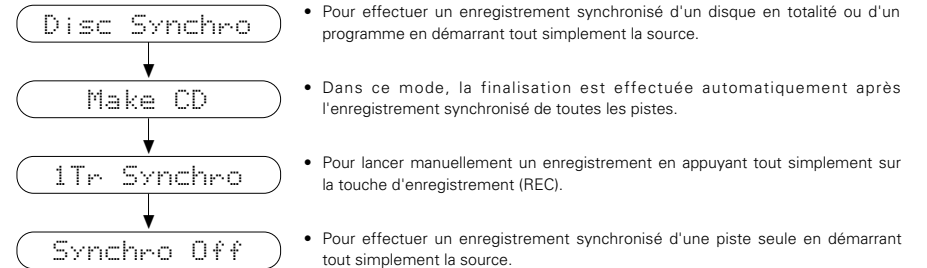 Disc Synchro
• Pour effectuer un enregistrement synchronisé d'un disque en totalité ou d'un
programme en démarrant tout simplement la source.
Make CD
• Dans ce mode, la finalisation est effectuée automatiquement après
l'enregistrement synchronisé de toutes les pistes.
1Tr Synchro
• Pour lancer manuellement un enregistrement en appuyant tout simplement sur
la touche d'enregistrement (REC).
Synchro Off
• Pour effectuer un enregistrement synchronisé d'une piste seule en démarrant
tout simplement la source.